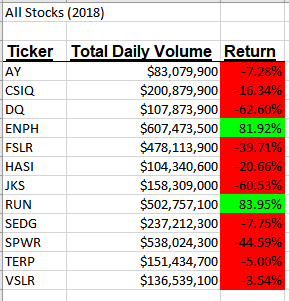 All Stocks (2018)
Ticker Total Daily Volume Return
AY $83,079,900 -7.28%
CSIQ $200,879,900 -16.34%
DQ $107,873,900 -62.60%
ENPH $607,473,500 81.92%
FSLR $478,113,900 -39.71%
HASI $104,340,600 -20.66%
JKS $158,309,000 -60.53%
RUN $502,757,100 83.95%
SEDG $237,212,300 -7.75%
SPWR $538,024,300 -44.59%
TERP $151,434,700 -5.00%
VSLR $136,539,100 -3.54%